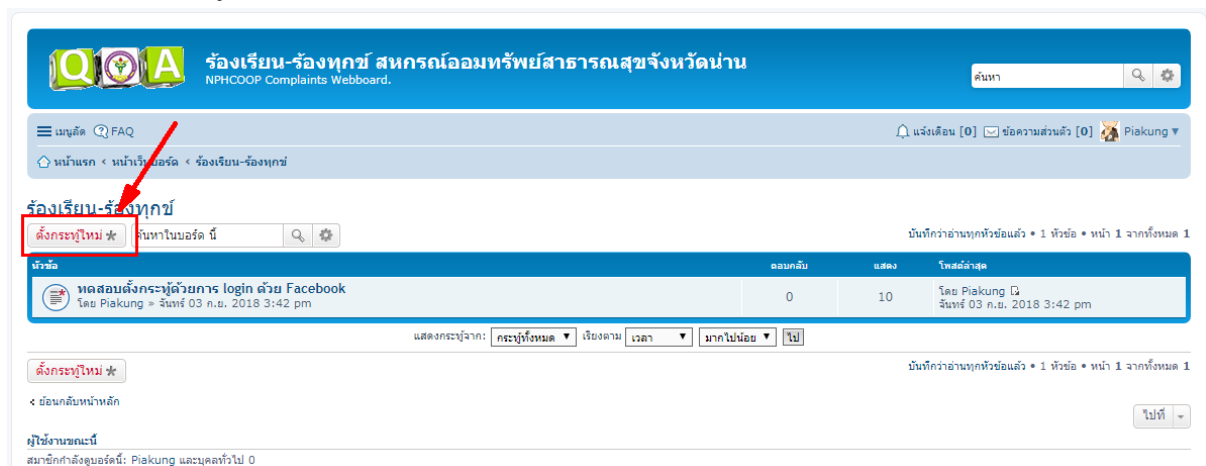 QA
ร้องเรียน-ร้องทุกข์ สหกรณ์ออมทรัพย์สาธารณสุขจังหวัดน่าน
NPHCOOP Complaints Webboard.
ค้นหา
เมนูลัด FAQ
แจ้งเตือน [0] ข้อความส่วนตัว [0] Piakung
หน้าแรก ‹ หน้าเว็บบอร์ด ‹ ร้องเรียน-ร้องทุกข์
ร้องเรียน-ร้องทุกข์
ตั้งกระทู้ใหม่ ค้นหาในบอร์ด นี้
บันทึกว่าอ่านทุกหัวข้อแล้ว • 1 หัวข้อ • หน้า 1 จากทั้งหมด 1
หัวข้อ ตอบกลับ แสดง โพสต์ล่าสุด
ทดสอบตั้งกระทู้ด้วยการ login ด้วย Facebook
โดย Piakung » จันทร์ 03 ก.ย. 2018 3:42 pm
0
10
โดย Piakung
จันทร์ 03 ก.ย. 2018 3:42 pm
แสดงกระทู้จาก: กระทู้ทั้งหมด เรียงตาม เวลา มากไปน้อย ไป
ตั้งกระทู้ใหม่
บันทึกว่าอ่านทุกหัวข้อแล้ว • 1 หัวข้อ • หน้า 1 จากทั้งหมด 1
ย้อนกลับหน้าหลัก
ไปที่
ผู้ใช้งานขณะนี้
สมาชิกกำลังดูบอร์ดนี้: Piakung และบุคลทั่วไป 0